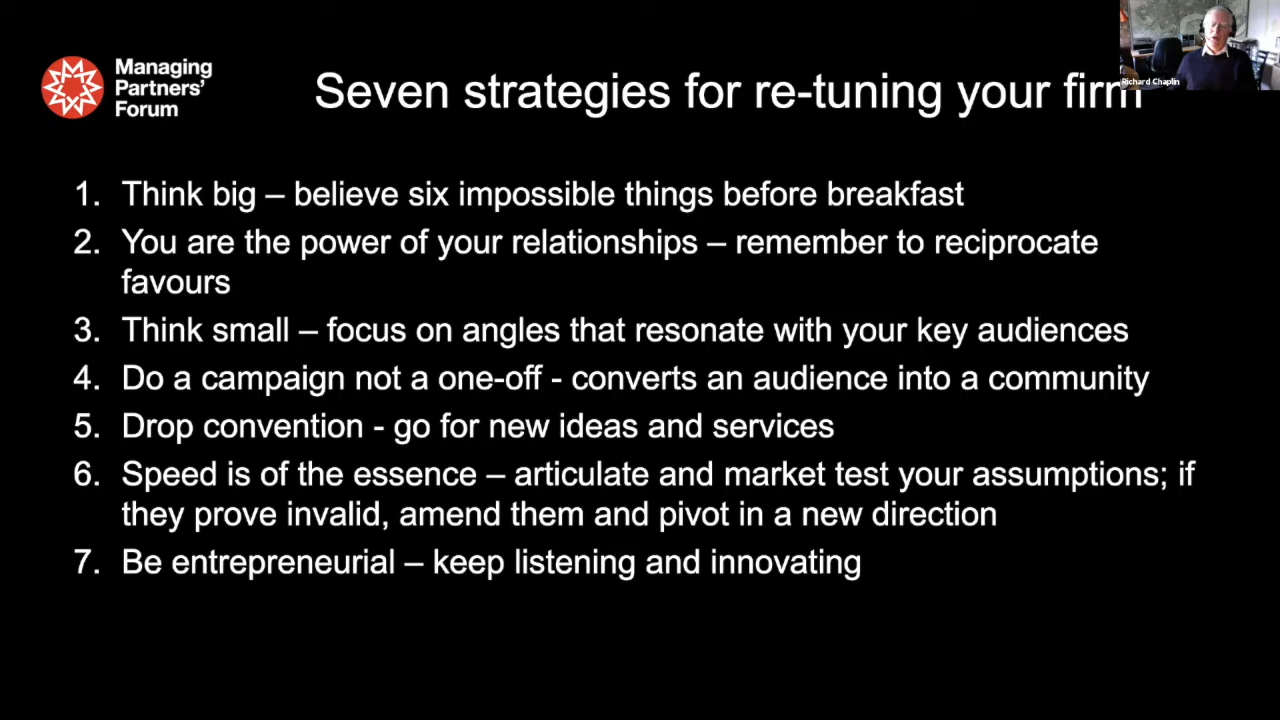 Managing
Partners'
Forum
Seven strategies for re-tuning your firm
Richard Chaplin
1. Think big – believe six impossible things before breakfast
2. You are the power of your relationships – remember to reciprocate
favours
3. Think small – focus on angles that resonate with your key audiences
4. Do a campaign not a one-off - converts an audience into a community
5. Drop convention - go for new ideas and services
6. Speed is of the essence – articulate and market test your assumptions; if
they prove invalid, amend them and pivot in a new direction
7. Be entrepreneurial – keep listening and innovating